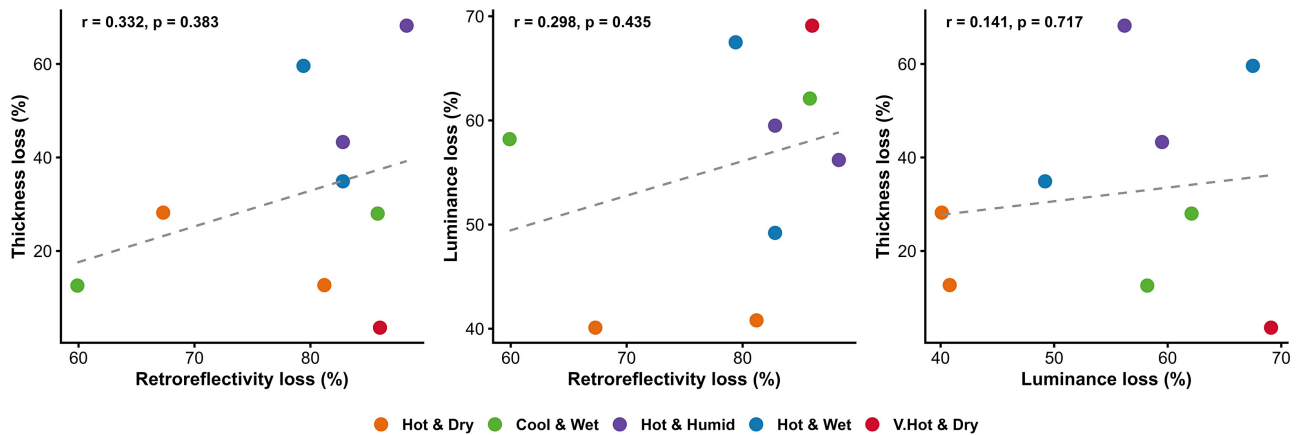 r = 0.332, p = 0.383
Thickness loss (%)
60
40
20
60 70 80
Retroreflectivity loss (%)
r = 0.298, p = 0.435
Luminance loss (%)
70
60
50
40
60 70 80
Retroreflectivity loss (%)
r = 0.141, p = 0.717
Thickness loss (%)
60
40
20
40 50 60 70
Luminance loss (%)
Hot & Dry Cool & Wet Hot & Humid Hot & Wet V.Hot & Dry